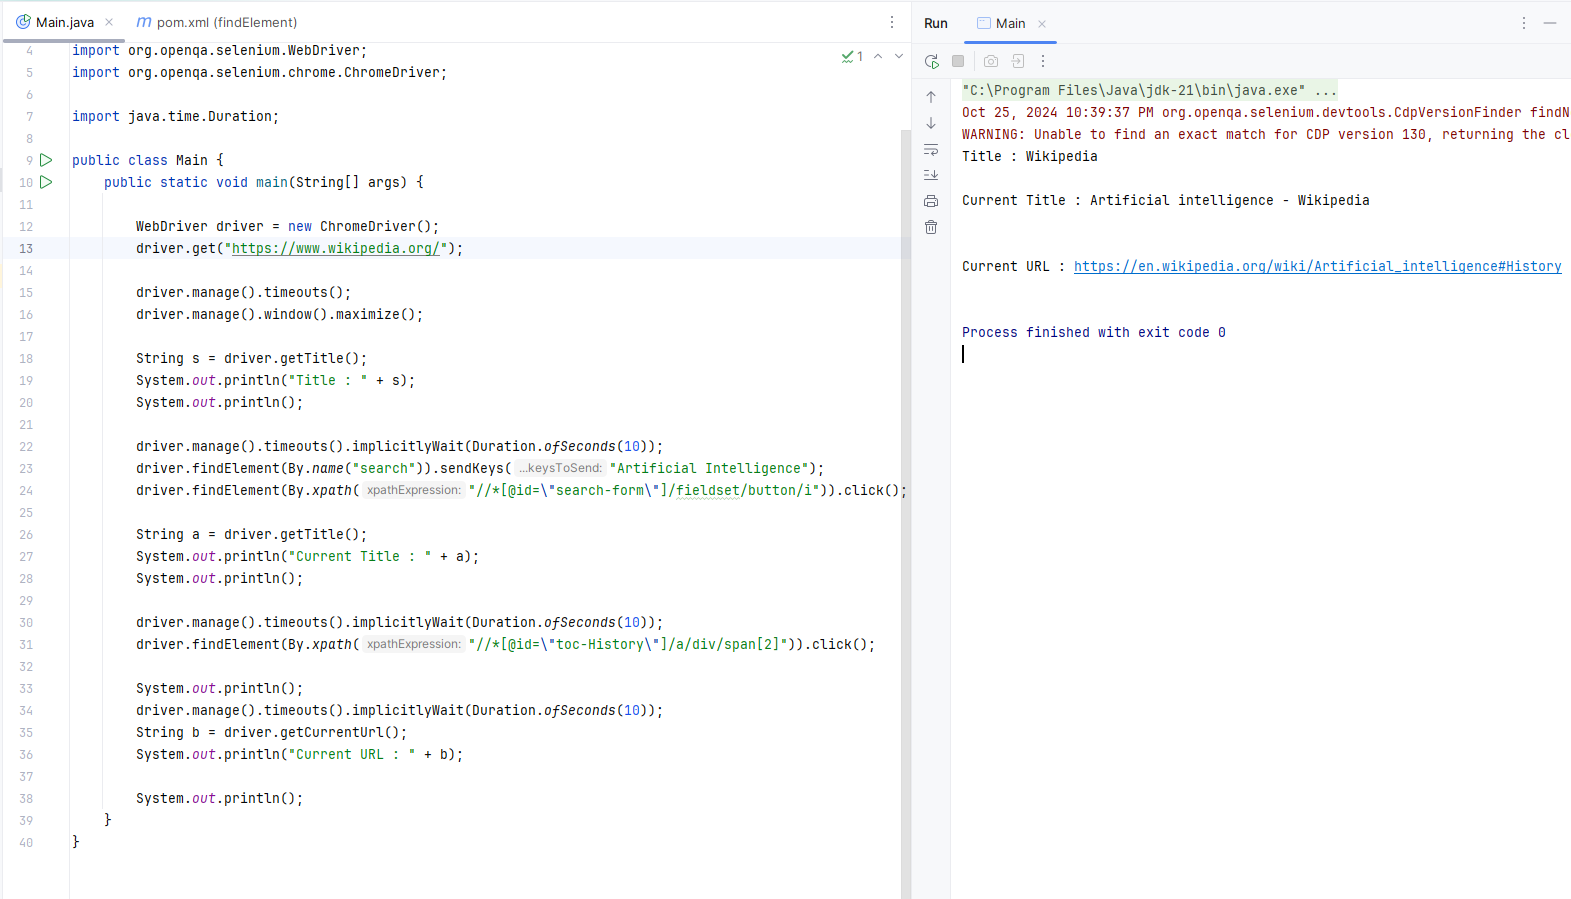 Main.java
pom.xml (findElement)
4 import org.openqa.selenium.WebDriver;
5 import org.openqa.selenium.chrome.ChromeDriver;
6
7 import java.time.Duration;
8
9 public class Main {
10 public static void main(String[] args) {
11
12 WebDriver driver = new ChromeDriver();
13 driver.get("https://www.wikipedia.org/");
14
15 driver.manage().timeouts();
16 driver.manage().window().maximize();
17
18 String s = driver.getTitle();
19 System.out.println("Title : " + s);
20 System.out.println();
21
22 driver.manage().timeouts().implicitlyWait(Duration.ofSeconds(10));
23 driver.findElement(By.name("search")).sendKeys( ...keysToSend: "Artificial Intelligence");
24 driver.findElement(By.xpath( xpathExpression: "//*[@id=\"search-form\"]/fieldset/button/i")).click();
25
26 String a = driver.getTitle();
27 System.out.println("Current Title : " + a);
28 System.out.println();
29
30 driver.manage().timeouts().implicitlyWait(Duration.ofSeconds(10));
31 driver.findElement(By.xpath( xpathExpression: "//*[@id=\"toc-History\"]/a/div/span[2]")).click();
32
33 System.out.println();
34 driver.manage().timeouts().implicitlyWait(Duration.ofSeconds(10));
35 String b = driver.getCurrentUrl();
36 System.out.println("Current URL : " + b);
37
38 System.out.println();
39 }
40 }
1
Run
Main
"C:\Program Files\Java\jdk-21\bin\java.exe" ...
Oct 25, 2024 10:39:37 PM org.openqa.selenium.devtools.CdpVersionFinder findN
WARNING: Unable to find an exact match for CDP version 130, returning the cl
Title : Wikipedia
Current Title : Artificial intelligence - Wikipedia
Current URL : https://en.wikipedia.org/wiki/Artificial_intelligence#History
Process finished with exit code 0